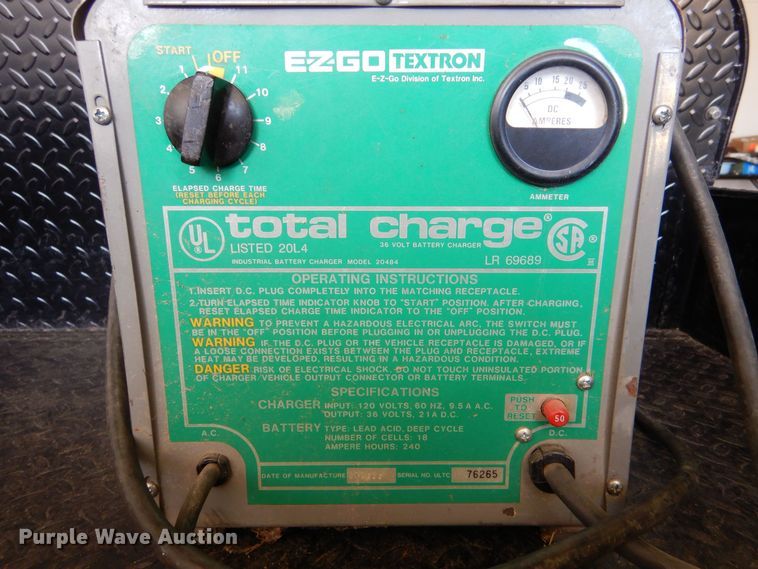 START OFF
1 11
2 10
3 9
4 8
5 6 7
ELAPSED CHARGE TIME
(RESET BEFORE EACH
CHARGING CYCLE)
E-Z-GO TEXTRON
E-Z-Go Division of Textron Inc.
5 10 15 20 25
DC
AMPERES
AMMETER
UL ®
LISTED 20L4
total charge®
36 VOLT BATTERY CHARGER
INDUSTRIAL BATTERY CHARGER MODEL 20484
SA ®
LR 69689
OPERATING INSTRUCTIONS
1. INSERT D.C. PLUG COMPLETELY INTO THE MATCHING RECEPTACLE.
2. TURN ELAPSED TIME INDICATOR KNOB TO "START" POSITION. AFTER CHARGING,
RESET ELAPSED CHARGE TIME INDICATOR TO THE "OFF" POSITION.
WARNING TO PREVENT A HAZARDOUS ELECTRICAL ARC, THE SWITCH MUST
BE IN THE "OFF" POSITION BEFORE PLUGGING IN OR UNPLUGGING THE D.C. PLUG.
WARNING IF THE D.C. PLUG OR THE VEHICLE RECEPTACLE IS DAMAGED, OR IF
A LOOSE CONNECTION EXISTS BETWEEN THE PLUG AND RECEPTACLE, EXTREME
HEAT MAY BE DEVELOPED, RESULTING IN A HAZARDOUS CONDITION.
DANGER RISK OF ELECTRICAL SHOCK. DO NOT TOUCH UNINSULATED PORTION
OF CHARGER/VEHICLE OUTPUT CONNECTOR OR BATTERY TERMINALS.
SPECIFICATIONS
CHARGER INPUT: 120 VOLTS, 60 HZ, 9.5 A A.C.
OUTPUT: 36 VOLTS, 21A D.C.
BATTERY TYPE: LEAD ACID, DEEP CYCLE
NUMBER OF CELLS: 18
AMPERE HOURS: 240
PUSH
TO
RESET
50
A.C.
D.C.
DATE OF MANUFACTURE SERIAL NO. ULTC 76265
Purple Wave Auction